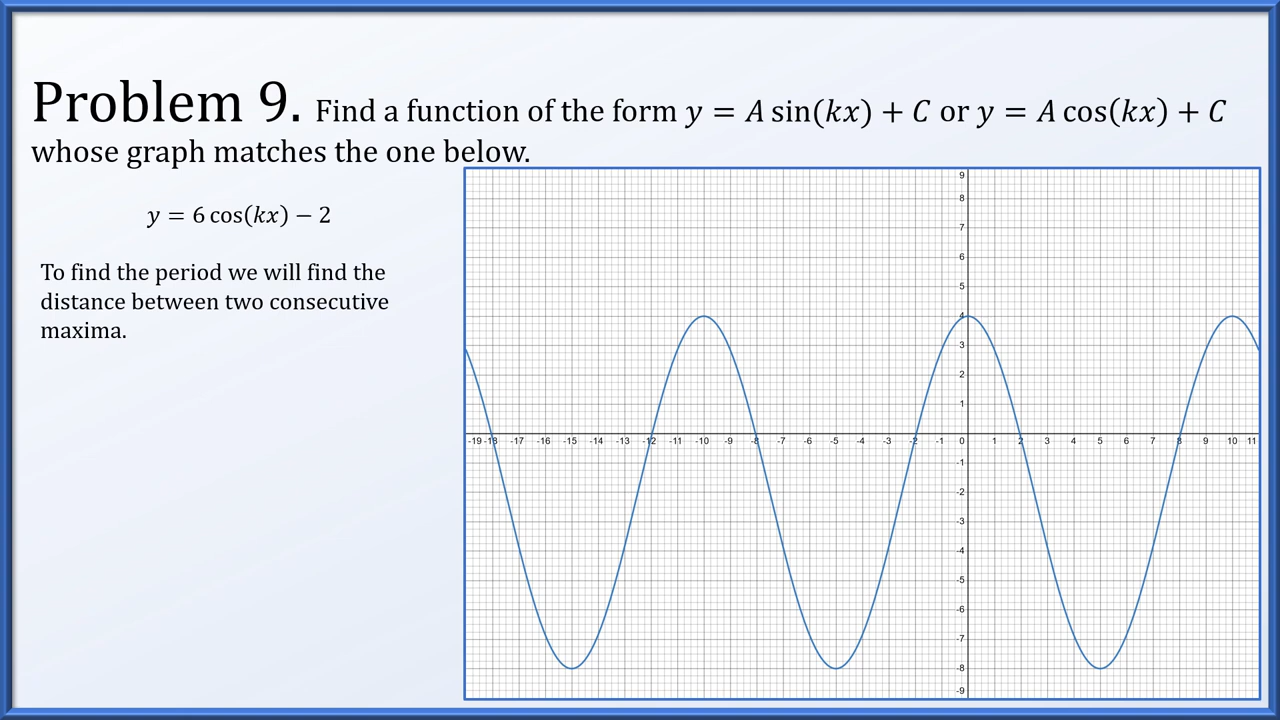 Problem 9. Find a function of the form y = A sin(kx) + C or y = A cos(kx) + C
whose graph matches the one below.
y = 6 cos(kx) − 2
To find the period we will find the
distance between two consecutive
maxima.
9
8
7
6
5
4
3
2
1
-19 -18 -17 -16 -15 -14 -13 -12 -11 -10 -9 -8 -7 -6 -5 -4 -3 -2 -1 0 1 2 3 4 5 6 7 8 9 10 11
-1
-2
-3
-4
-5
-6
-7
-8
-9